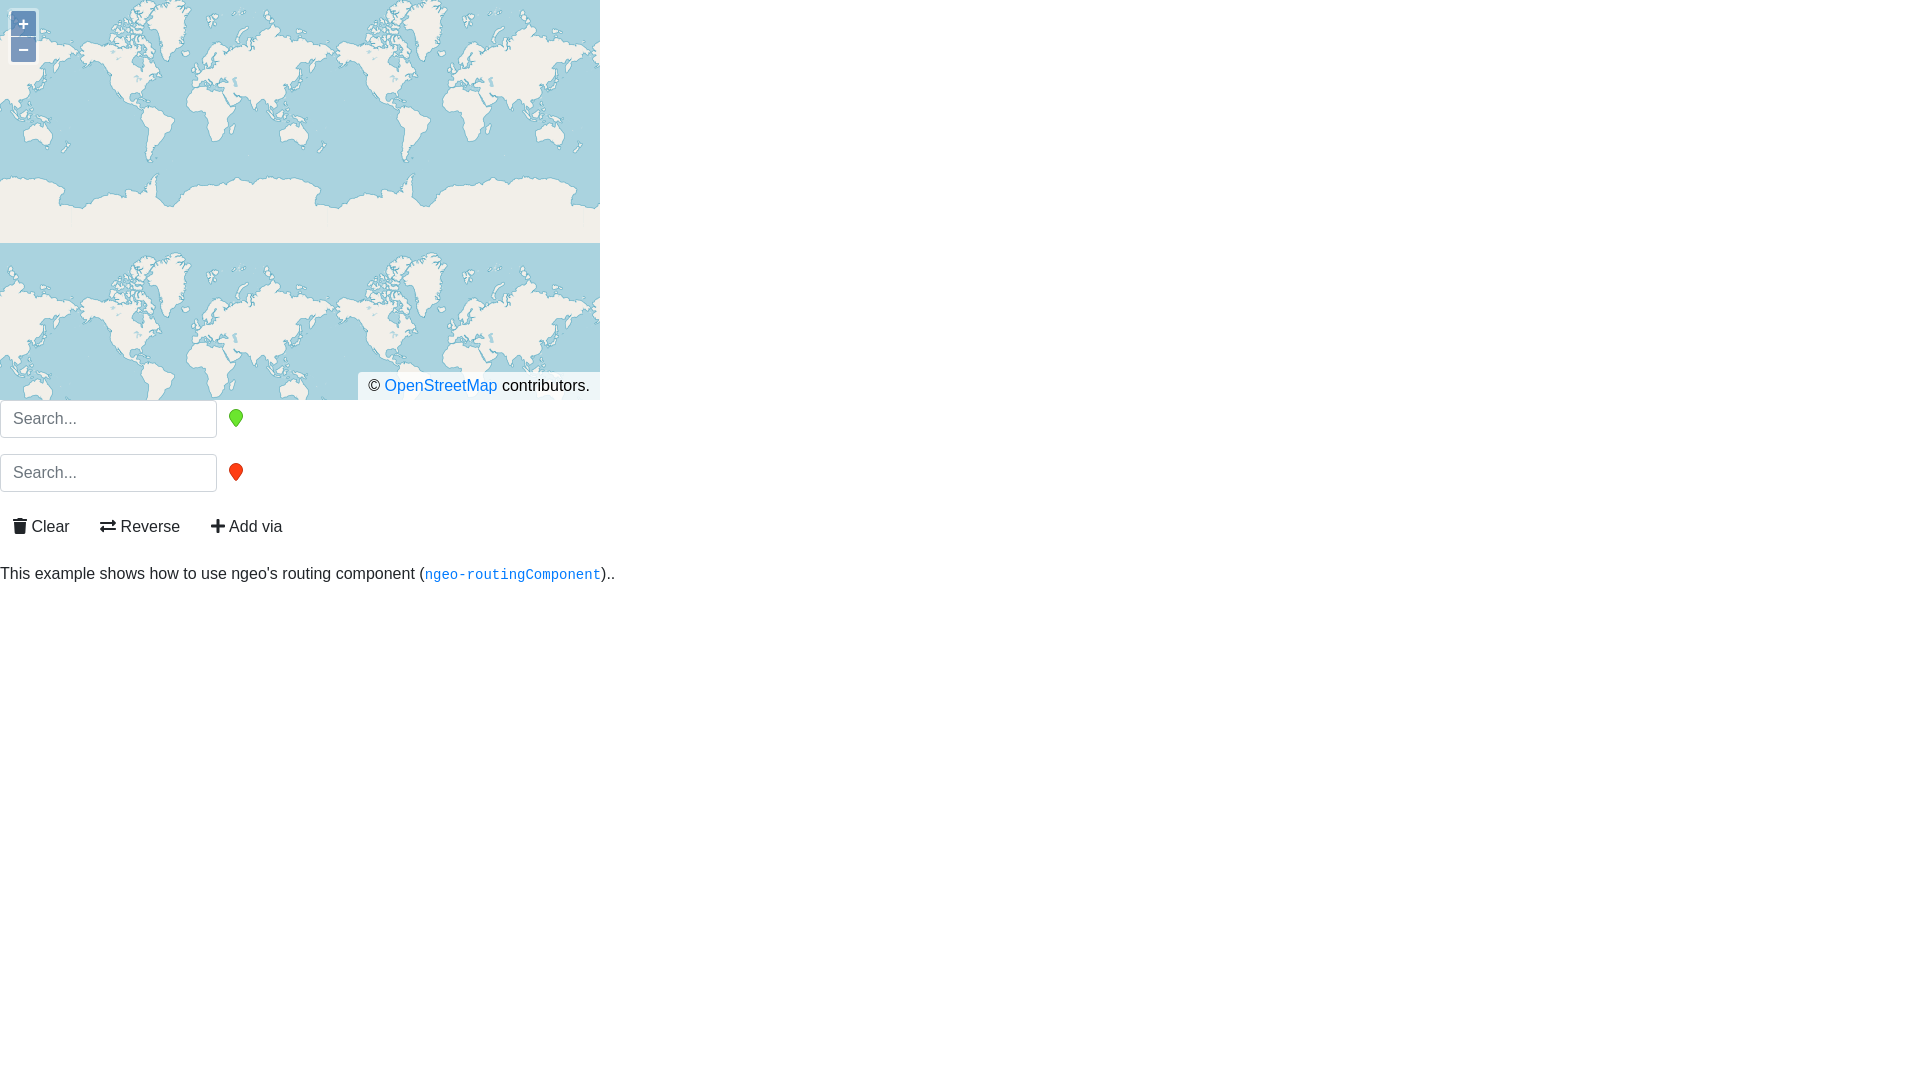 +
−
© OpenStreetMap contributors.
Search...
Search...
Clear Reverse Add via
This example shows how to use ngeo's routing component (ngeo-routingComponent)..